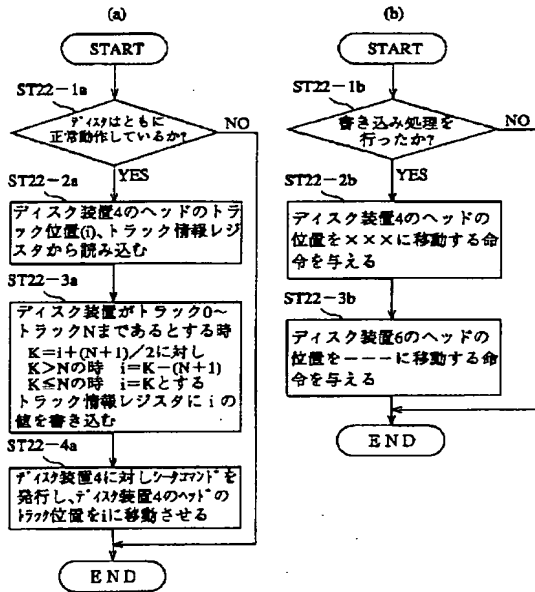 (a)
START
ST22-1a
ディスクはともに
正常動作しているか?
NO
YES
ST22-2a
ディスク装置4のヘッドのトラ
ック位置(i)、トラック情報レジ
スタから読み込む
ST22-3a
ディスク装置がトラック0~
トラックNまであるとする時
K=i+(N+1)/2に対し
K>Nの時 i=K-(N+1)
K≤Nの時 i=Kとする
トラック情報レジスタにiの
値を書き込む
ST22-4a
ディスク装置4に対しシークコマンドを
発行し、ディスク装置4のヘッドの
トラック位置をiに移動させる
END
(b)
START
ST22-1b
書き込み処理を
行ったか?
NO
YES
ST22-2b
ディスク装置4のヘッドの
位置を×××に移動する命
令を与える
ST22-3b
ディスク装置6のヘッドの
位置を---に移動する命
令を与える
END